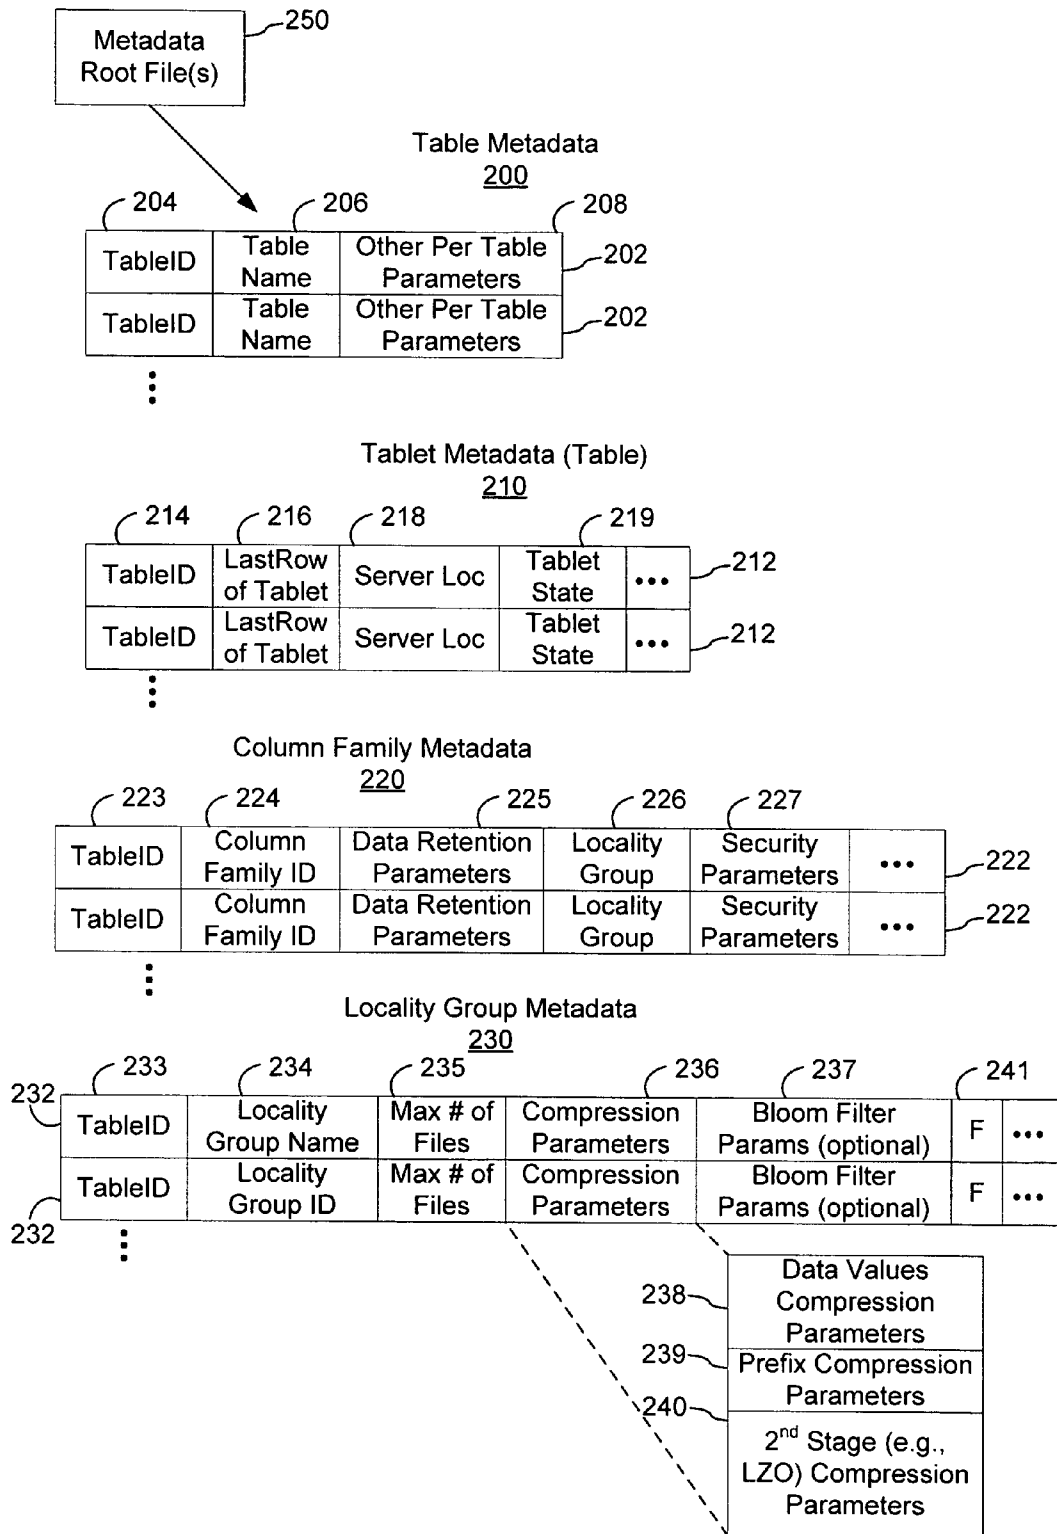 250
Metadata
Root File(s)
Table Metadata
200
204
206
208
TableID
Table
Name
Other Per Table
Parameters
202
TableID
Table
Name
Other Per Table
Parameters
202
Tablet Metadata (Table)
210
214
216
218
219
TableID
LastRow
of Tablet
Server Loc
Tablet
State
•••
212
TableID
LastRow
of Tablet
Server Loc
Tablet
State
•••
212
Column Family Metadata
220
223
224
225
226
227
TableID
Column
Family ID
Data Retention
Parameters
Locality
Group
Security
Parameters
•••
222
TableID
Column
Family ID
Data Retention
Parameters
Locality
Group
Security
Parameters
•••
222
Locality Group Metadata
230
233
234
235
236
237
241
232
TableID
Locality
Group Name
Max # of
Files
Compression
Parameters
Bloom Filter
Params (optional)
F
•••
232
TableID
Locality
Group ID
Max # of
Files
Compression
Parameters
Bloom Filter
Params (optional)
F
•••
238
Data Values
Compression
Parameters
239
Prefix Compression
Parameters
240
2nd Stage (e.g.,
LZO) Compression
Parameters